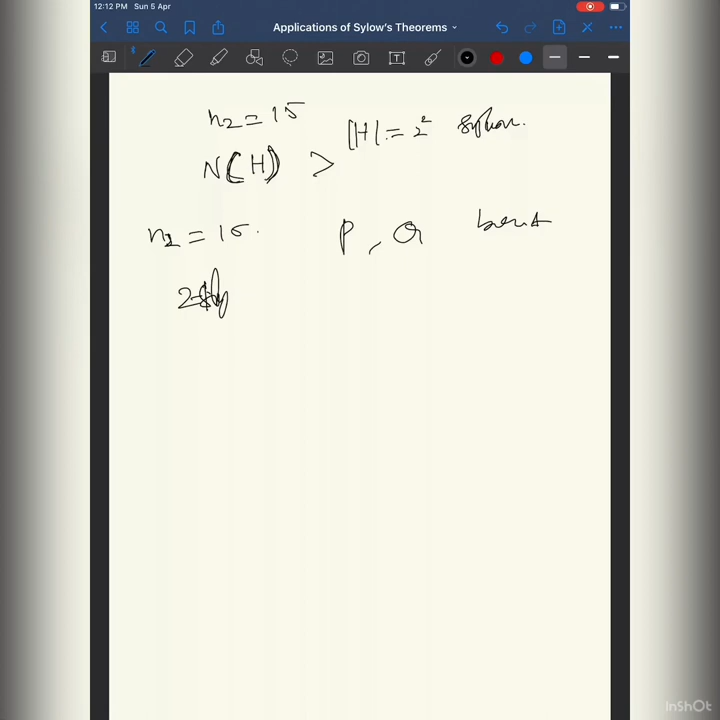 12:12 PM Sun 5 Apr
Applications of Sylow's Theorems
n₂ = 15
|H| = 2²
N(H) >
n₂ = 15.
P, Q
InShOt